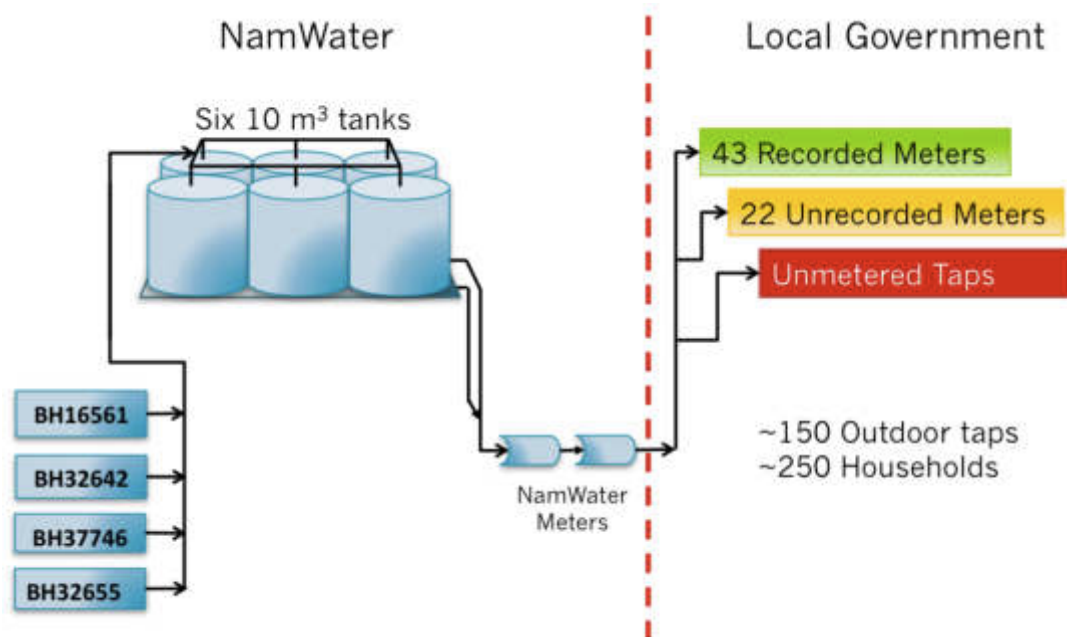 NamWater
Local Government
Six 10 m³ tanks
43 Recorded Meters
22 Unrecorded Meters
Unmetered Taps
BH16561
BH32642
BH37746
BH32655
NamWater
Meters
~150 Outdoor taps
~250 Households